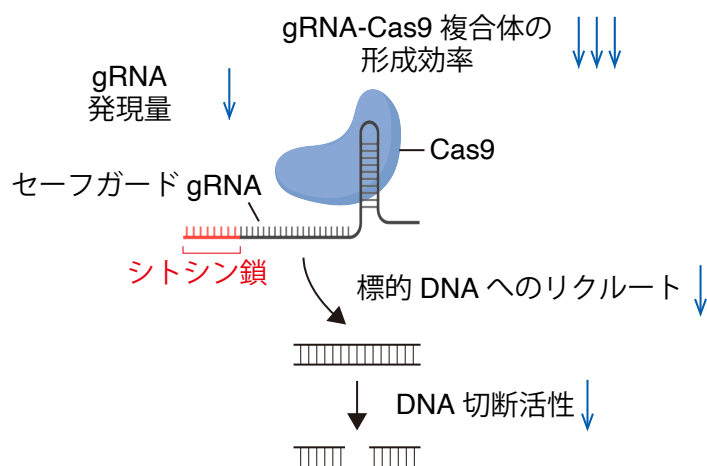 gRNA-Cas9 複合体の
形成効率
gRNA
発現量
Cas9
セーフガード gRNA
シトシン鎖
標的 DNA へのリクルート
DNA 切断活性